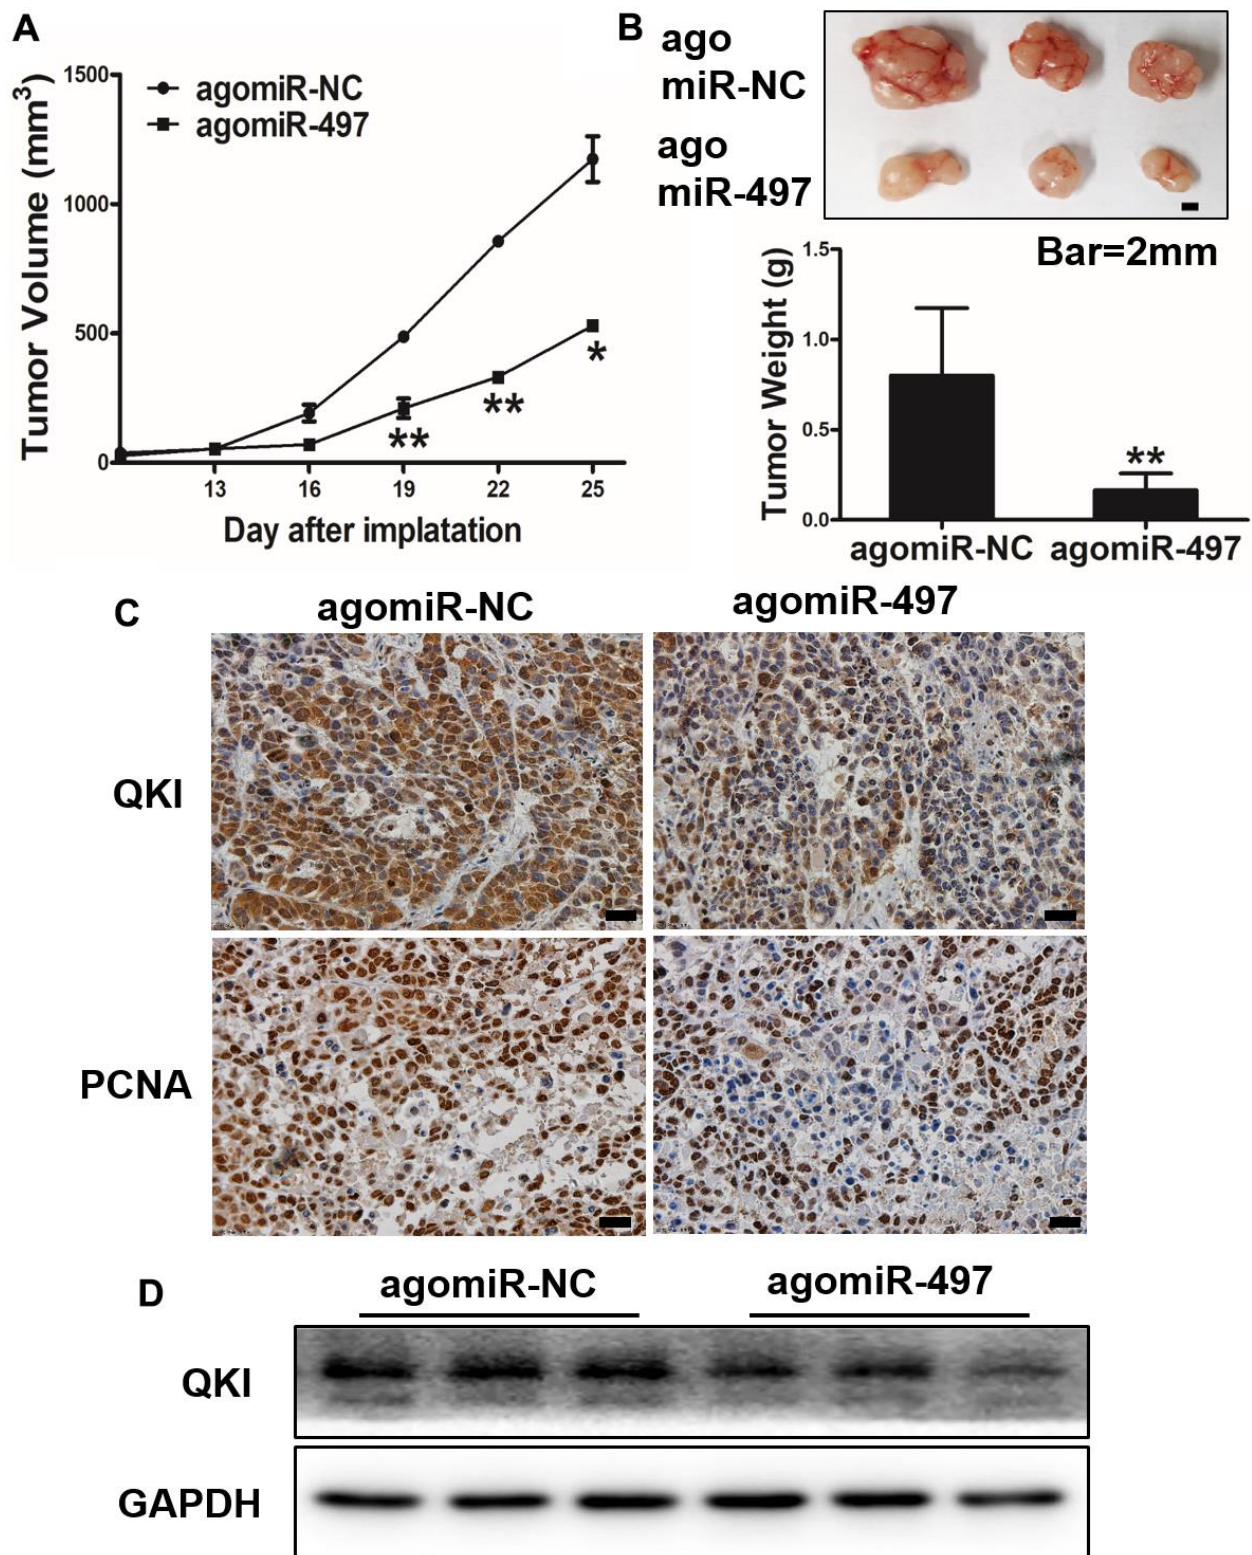 A
1500
1000
500
0
Tumor Volume (mm³)
agomiR-NC
agomiR-497
**
**
*
13 16 19 22 25
Day after implatation
B
ago
miR-NC
ago
miR-497
Bar=2mm
1.5
1.0
0.5
0.0
Tumor Weight (g)
**
agomiR-NC agomiR-497
C
agomiR-NC agomiR-497
QKI
PCNA
D
agomiR-NC agomiR-497
QKI
GAPDH